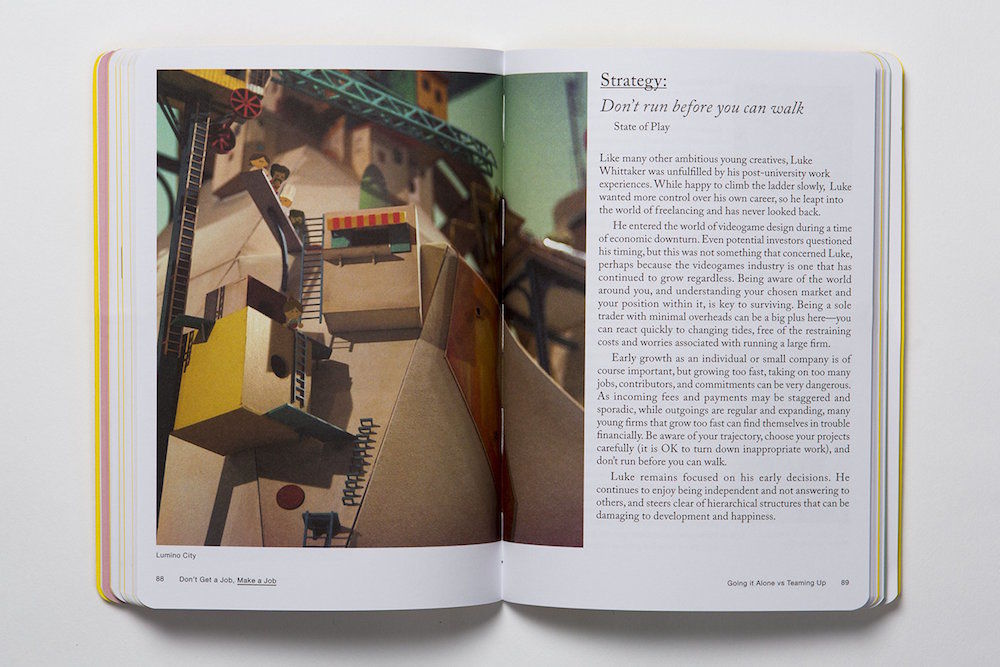 Lumino City
88 Don't Get a Job, Make a Job
Strategy:
Don't run before you can walk
State of Play
Like many other ambitious young creatives, Luke
Whittaker was unfulfilled by his post-university work
experiences. While happy to climb the ladder slowly, Luke
wanted more control over his own career, so he leapt into
the world of freelancing and has never looked back.
He entered the world of videogame design during a time
of economic downturn. Even potential investors questioned
his timing, but this was not something that concerned Luke,
perhaps because the videogames industry is one that has
continued to grow regardless. Being aware of the world
around you, and understanding your chosen market and
your position within it, is key to surviving. Being a sole
trader with minimal overheads can be a big plus here—you
can react quickly to changing tides, free of the restraining
costs and worries associated with running a large firm.
Early growth as an individual or small company is of
course important, but growing too fast, taking on too many
jobs, contributors, and commitments can be very dangerous.
As incoming fees and payments may be staggered and
sporadic, while outgoings are regular and expanding, many
young firms that grow too fast can find themselves in trouble
financially. Be aware of your trajectory, choose your projects
carefully (it is OK to turn down inappropriate work), and
don't run before you can walk.
Luke remains focused on his early decisions. He
continues to enjoy being independent and not answering to
others, and steers clear of hierarchical structures that can be
damaging to development and happiness.
Going it Alone vs Teaming Up 89